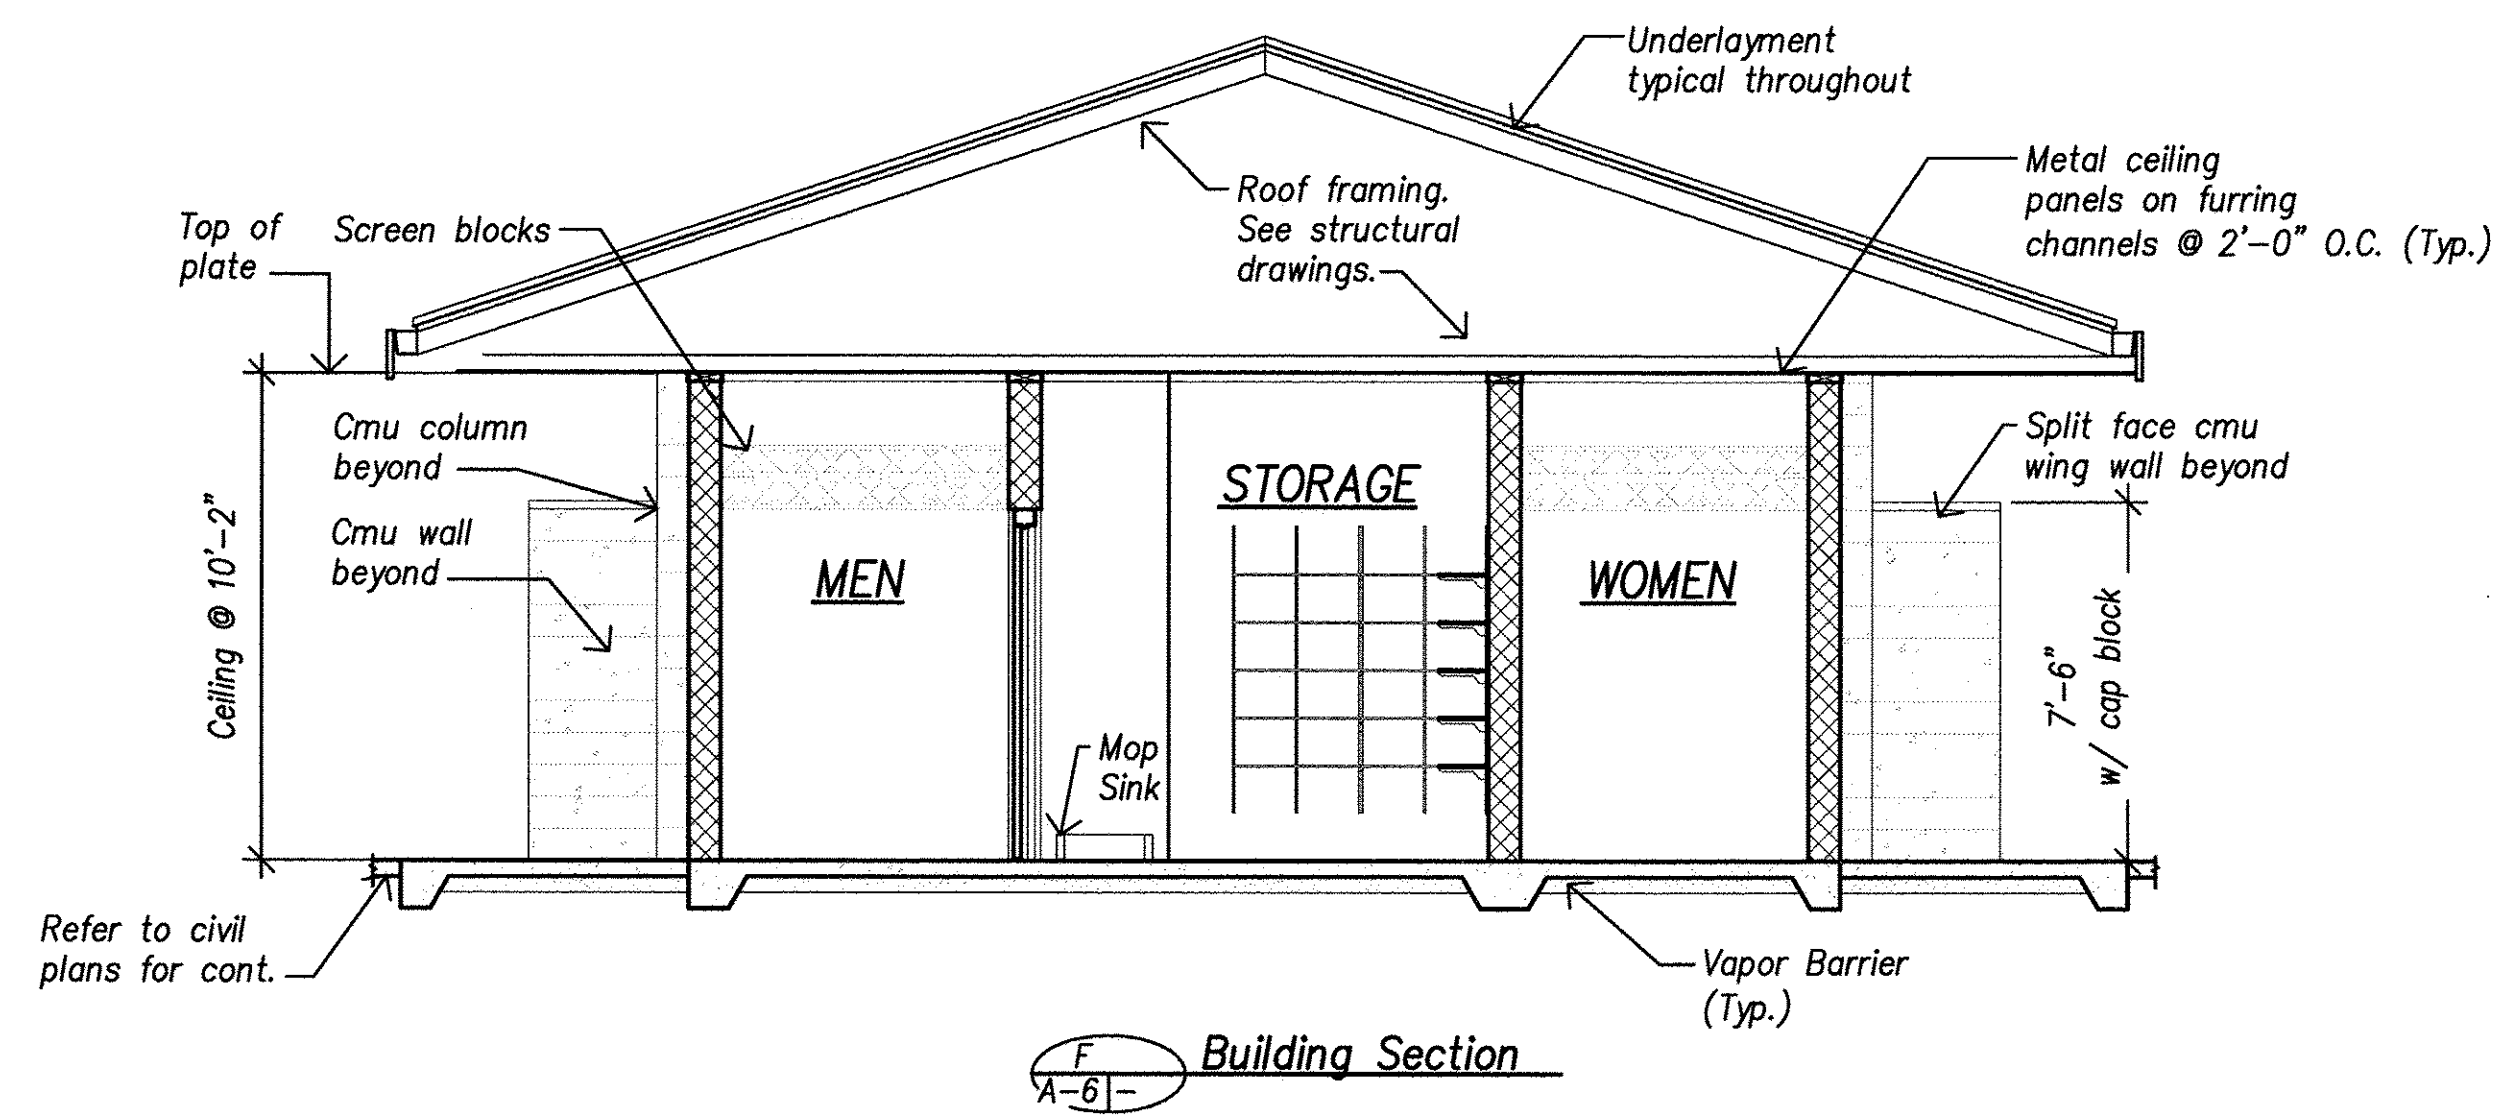 Underlayment
typical throughout
Metal ceiling
panels on furring
channels @ 2'-0" O.C. (Typ.)
Roof framing.
See structural
drawings.
Top of
plate
Screen blocks
Cmu column
beyond
Cmu wall
beyond
Split face cmu
wing wall beyond
STORAGE
MEN
WOMEN
Ceiling @ 10'-2"
7'-6"
w/ cap block
Mop
Sink
Refer to civil
plans for cont.
Vapor Barrier
(Typ.)
F
A-6 -
Building Section